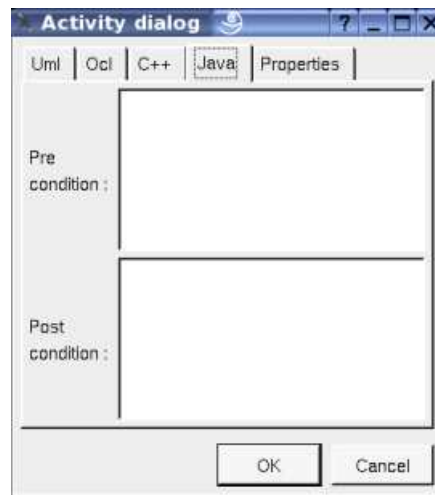 Activity dialog
Uml Ocl C++ Java Properties
Pre
condition :
Post
condition :
OK Cancel